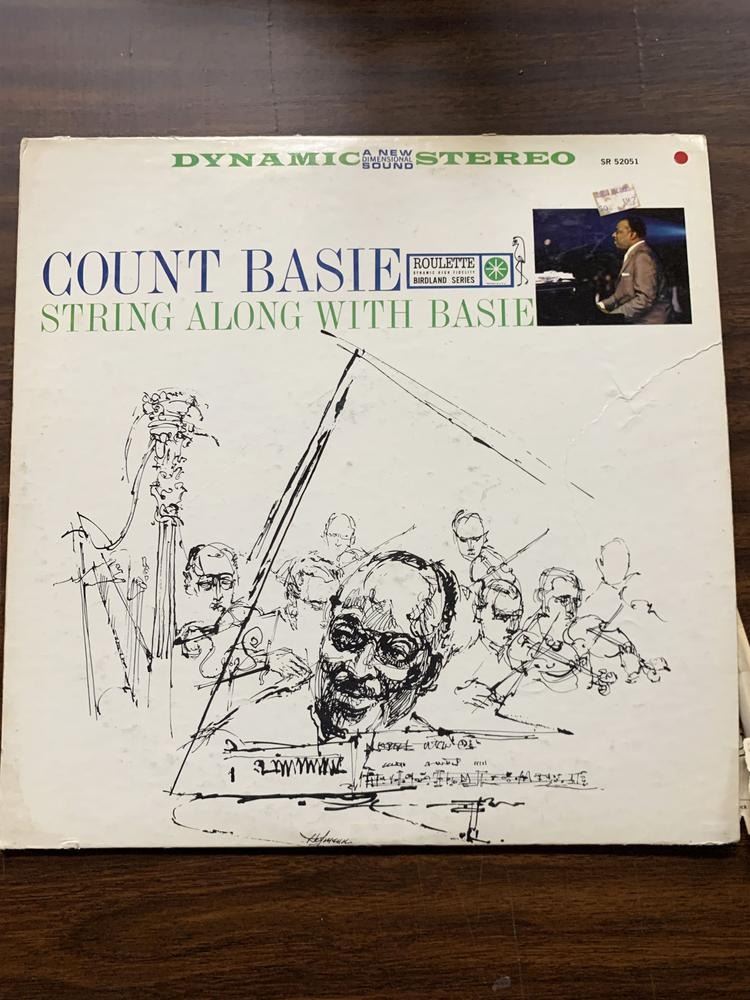 DYNAMIC A NEW DIMENSIONAL SOUND STEREO
SR 52051
COUNT BASIE
ROULETTE
DYNAMIC HIGH FIDELITY
BIRDLAND SERIES
STRING ALONG WITH BASIE